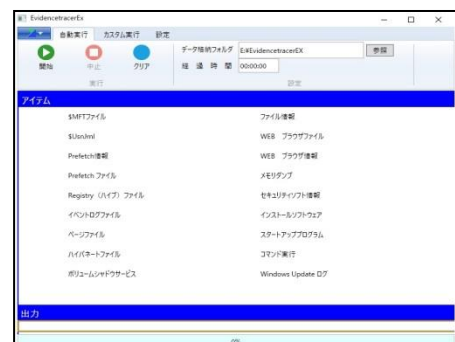 EvidencetracerEx
自動実行 カスタム実行 設定
開始 中止 クリア
データ格納フォルダ E:¥EvidencetracerEX 参照
経過時間 00:00:00
実行 設定
アイテム
$MFTファイル ファイル情報
$UsnJrnl WEB ブラウザファイル
Prefetch情報 WEB ブラウザ情報
Prefetch ファイル メモリダンプ
Registry (ハイブ) ファイル セキュリティソフト情報
イベントログファイル インストールソフトウェア
ページファイル スタートアッププログラム
ハイバネートファイル コマンド実行
ボリュームシャドウサービス Windows Update ログ
出力
0%